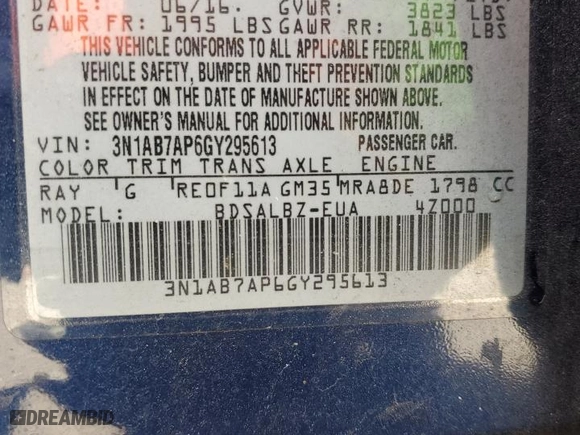 DATE: 06/16. GVWR: 3823 LBS
GAWR FR: 1995 LBS GAWR RR: 1841 LBS
THIS VEHICLE CONFORMS TO ALL APPLICABLE FEDERAL MOTOR
VEHICLE SAFETY, BUMPER AND THEFT PREVENTION STANDARDS
IN EFFECT ON THE DATE OF MANUFACTURE SHOWN ABOVE.
SEE OWNER'S MANUAL FOR ADDITIONAL INFORMATION.
VIN: 3N1AB7AP6GY295613 PASSENGER CAR.
COLOR TRIM TRANS AXLE ENGINE
RAY G RE0F11A GM35 MRA8DE 1798 CC
MODEL: BDSALBZ-EUA 4Z000
3N1AB7AP6GY295613
DREAMBID